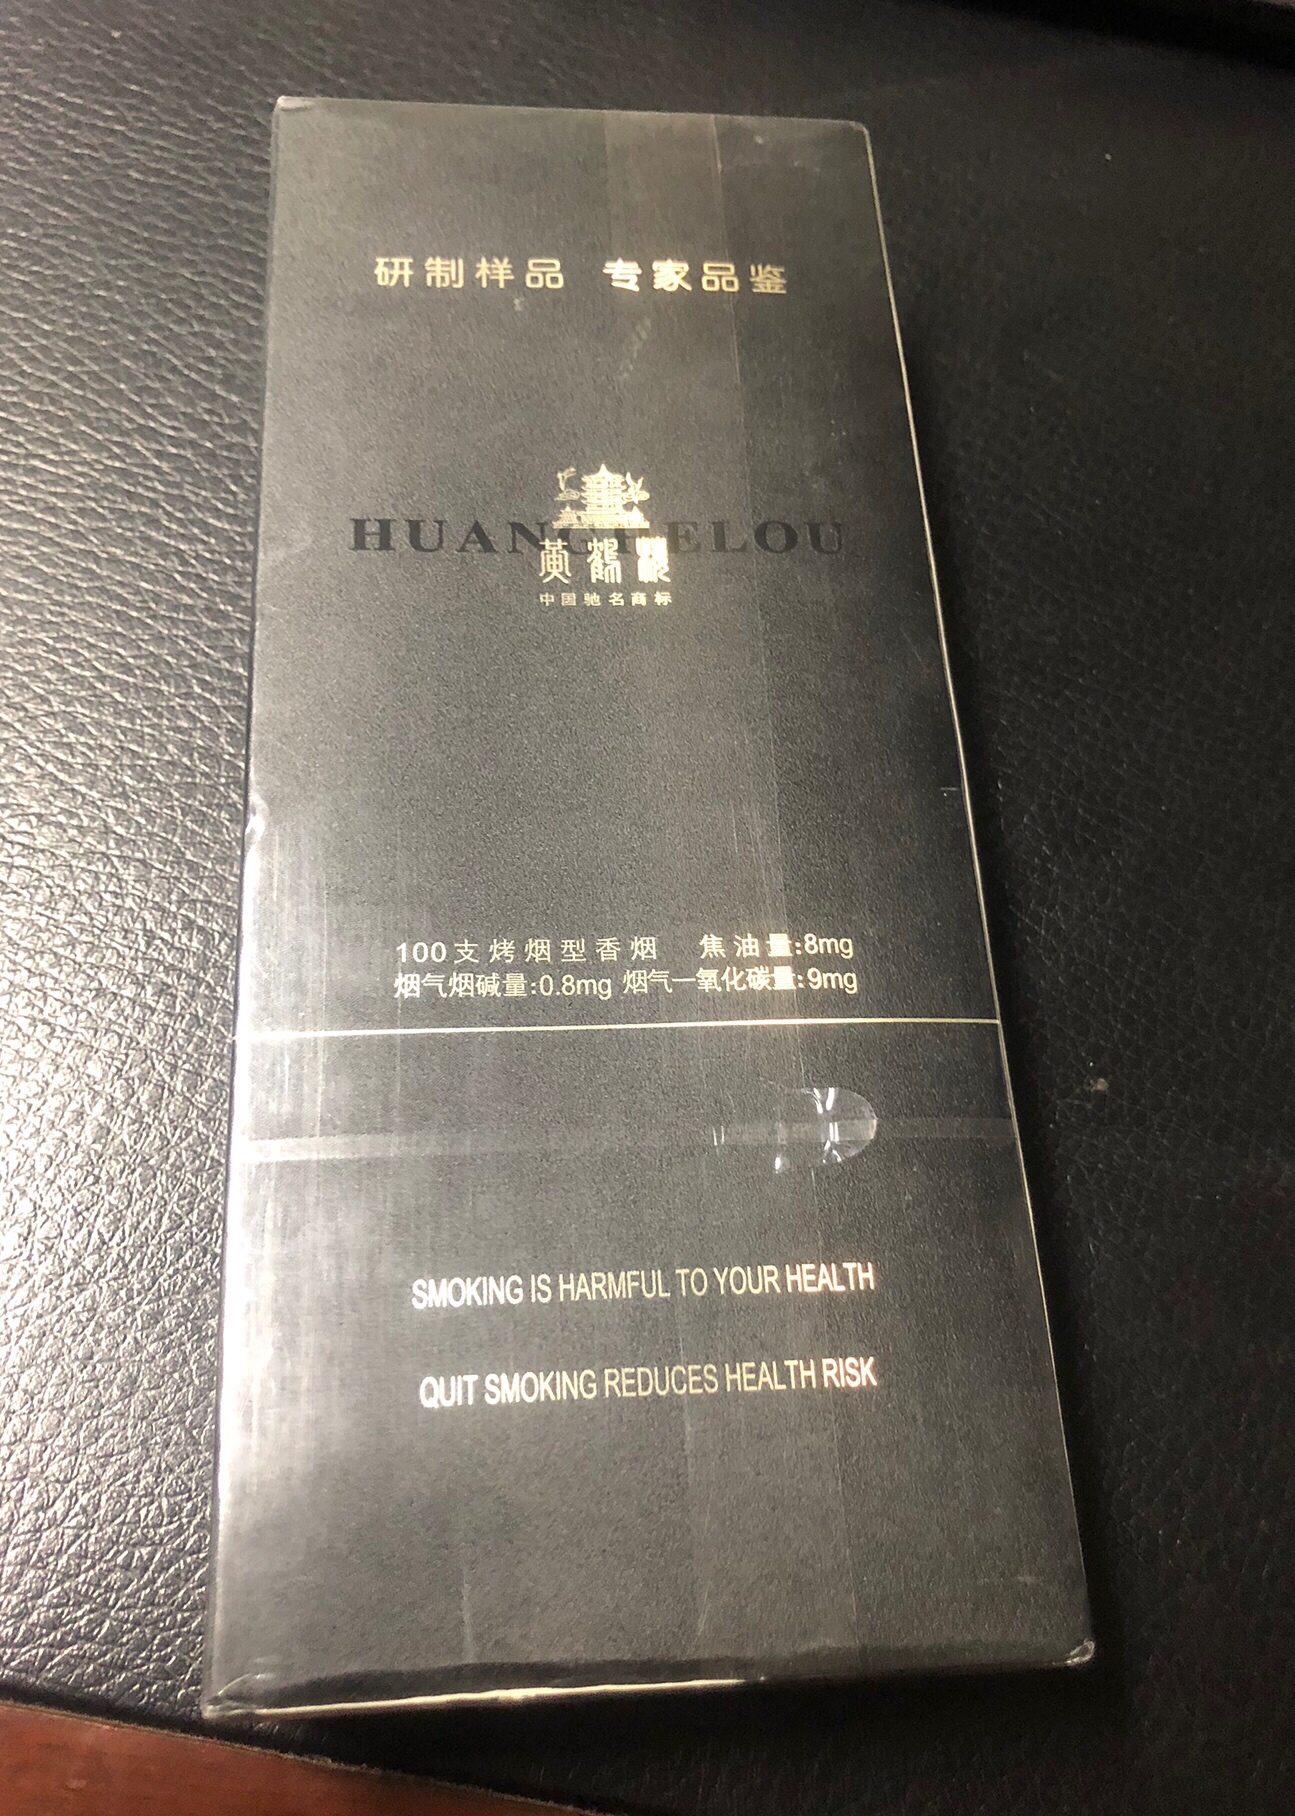 研制样品 专家品鉴
HUANGHELOU
黄鹤楼
中国驰名商标
100支烤烟型香烟 焦油量:8mg
烟气烟碱量:0.8mg 烟气一氧化碳量:9mg
SMOKING IS HARMFUL TO YOUR HEALTH
QUIT SMOKING REDUCES HEALTH RISK